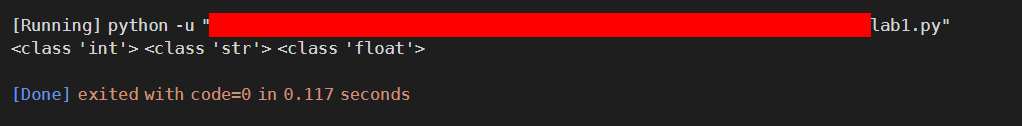 [Running] python -u "lab1.py"
<class 'int'> <class 'str'> <class 'float'>
[Done] exited with code=0 in 0.117 seconds